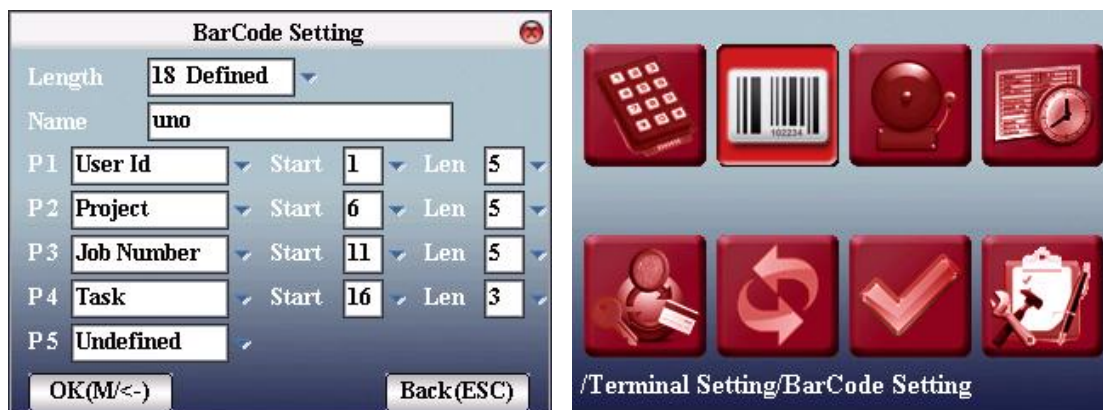 BarCode Setting
Length 18 Defined
Name uno
P1 User Id Start 1 Len 5
P2 Project Start 6 Len 5
P3 Job Number Start 11 Len 5
P4 Task Start 16 Len 3
P5 Undefined
OK(M/<-) Back(ESC)
102234
/Terminal Setting/BarCode Setting